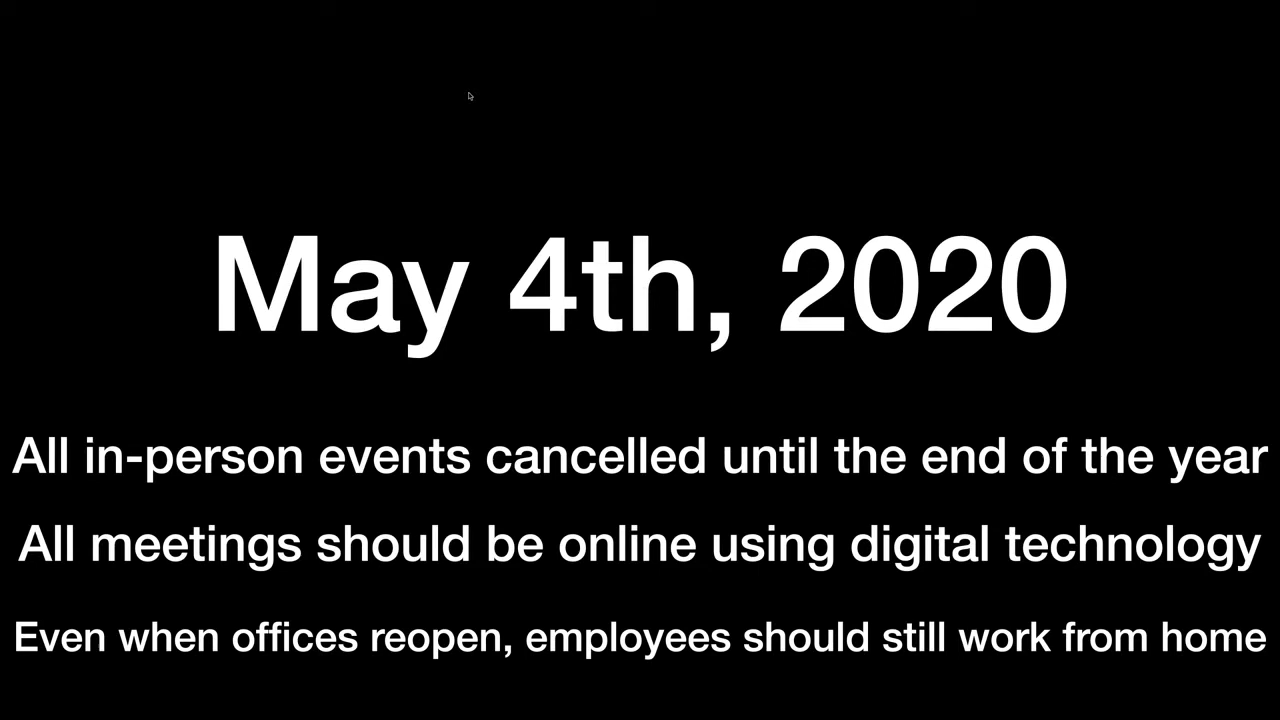 May 4th, 2020
All in-person events cancelled until the end of the year
All meetings should be online using digital technology
Even when offices reopen, employees should still work from home